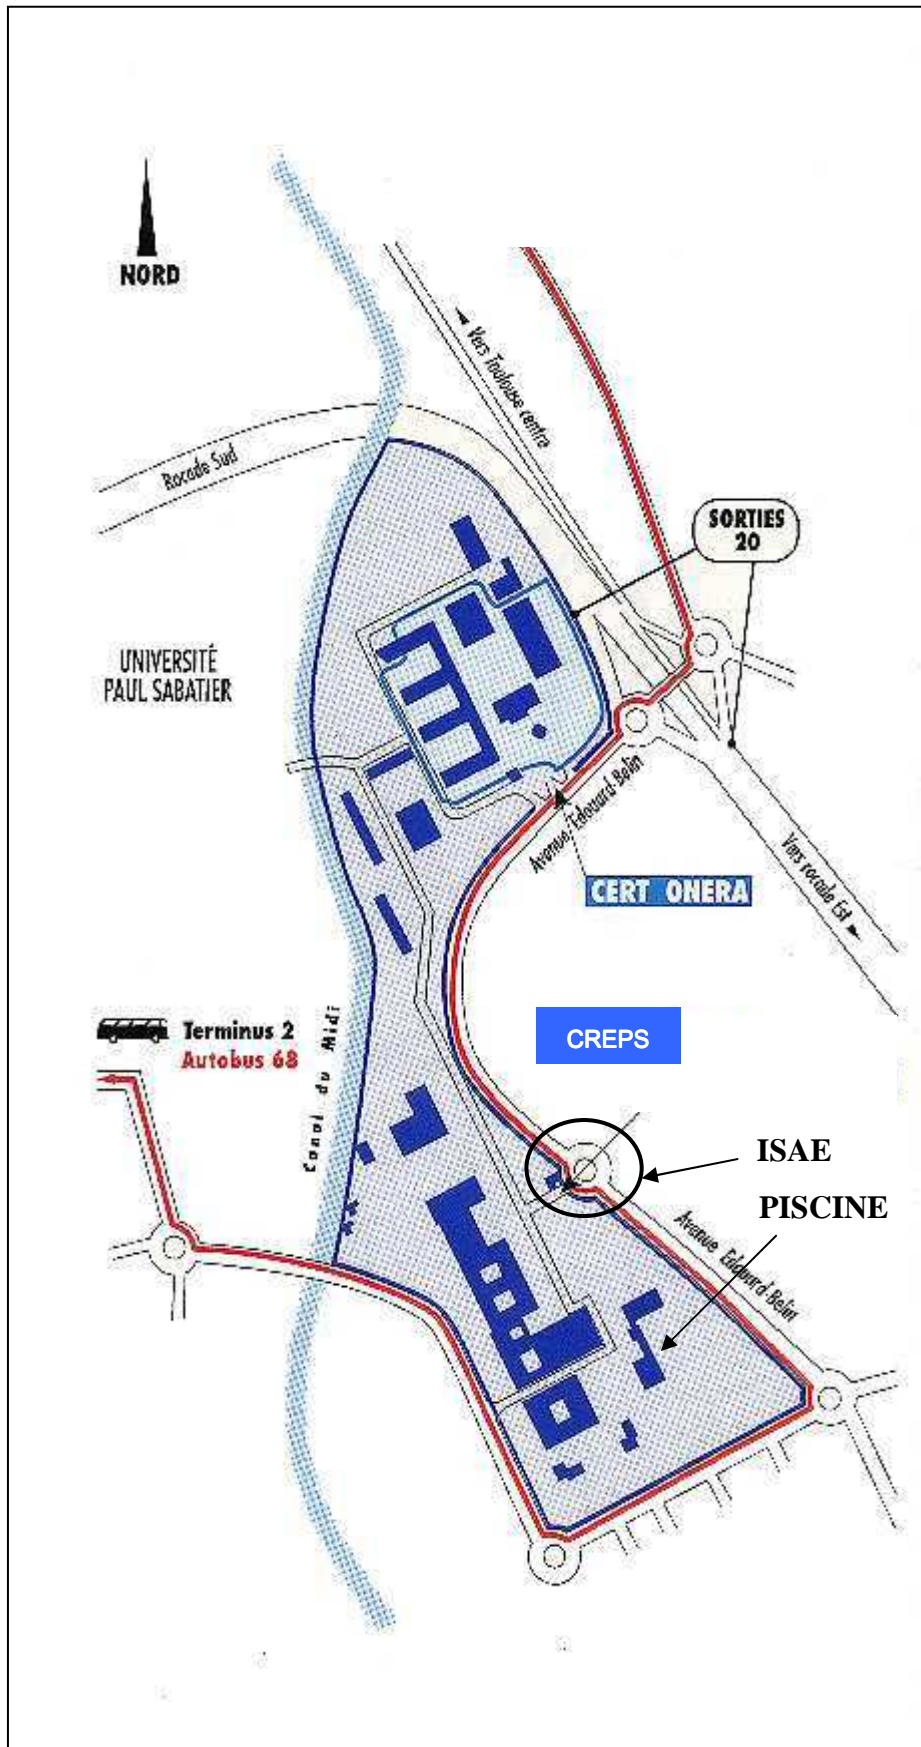 NORD
Vers Toulouse centre
Rocade Sud
SORTIES
20
UNIVERSITÉ
PAUL SABATIER
Avenue Edouard-Belin
Vers rocade Est
CERT ONERA
Canal du Midi
Terminus 2
Autobus 68
CREPS
ISAE
PISCINE
Avenue Edouard-Belin